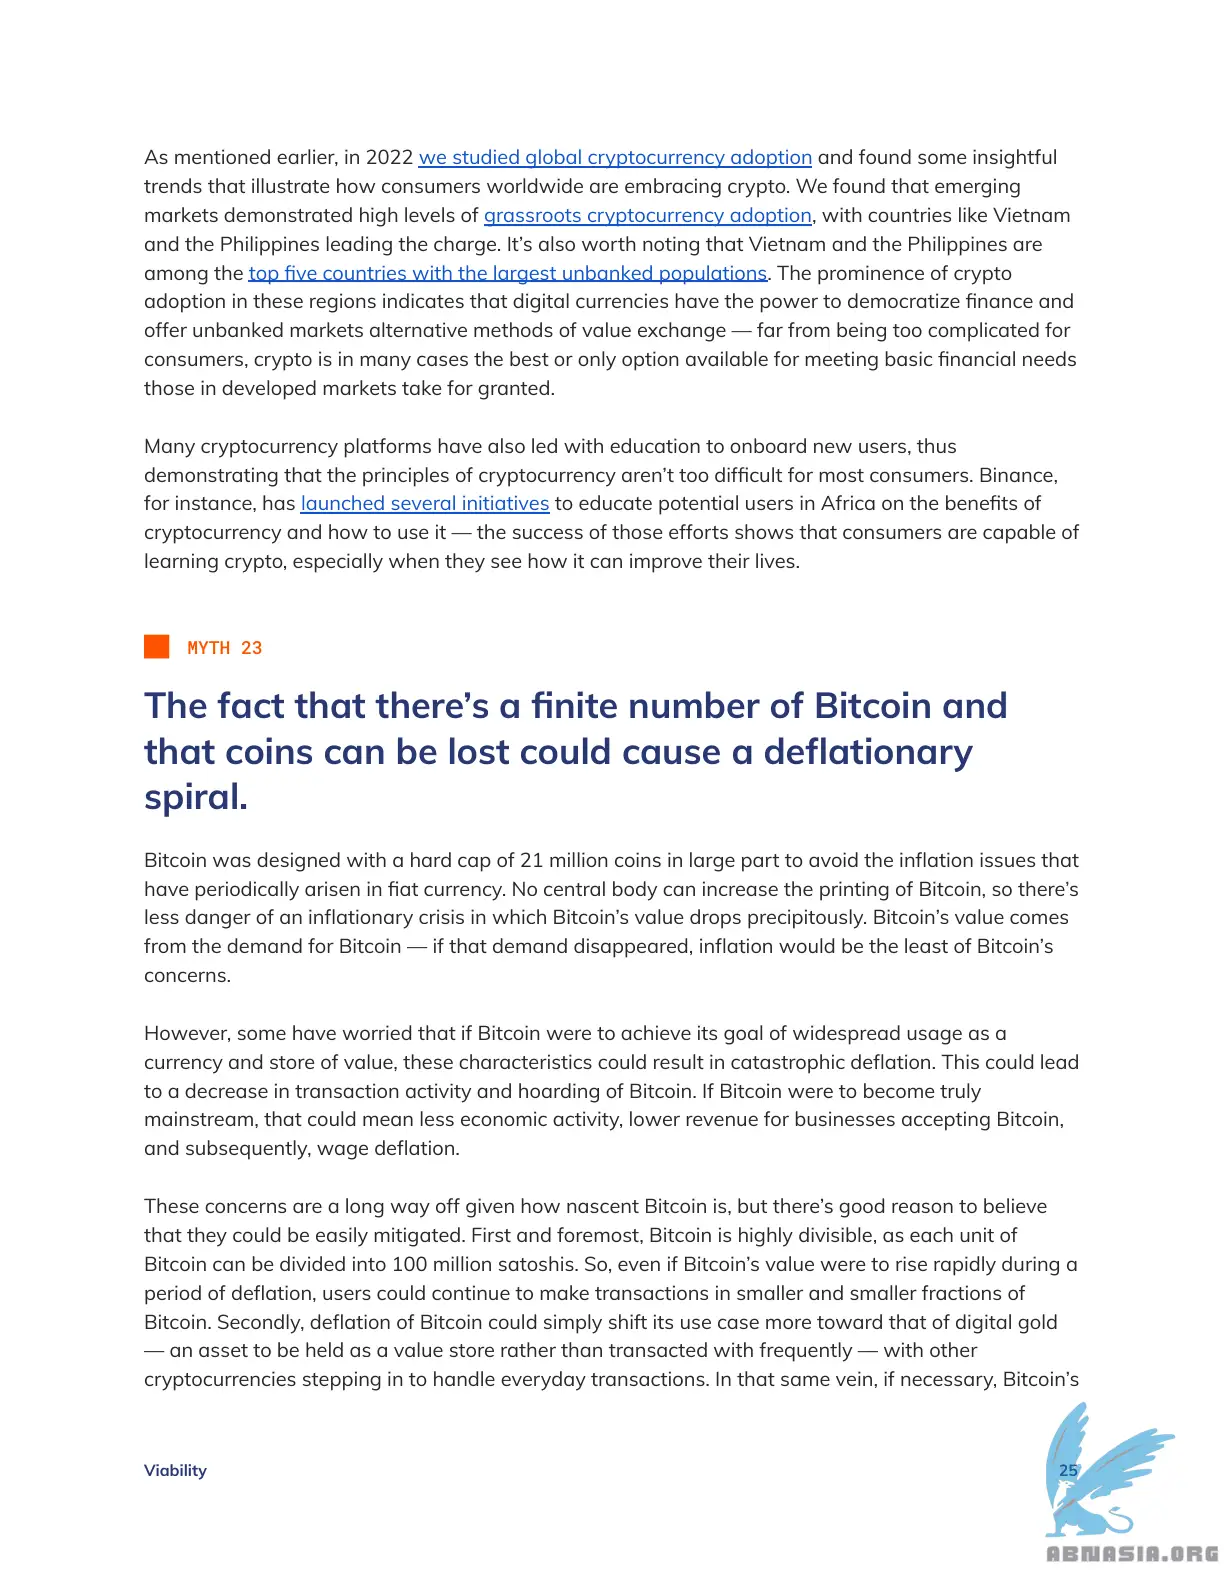 As mentioned earlier, in 2022 we studied global cryptocurrency adoption and found some insightful
trends that illustrate how consumers worldwide are embracing crypto. We found that emerging
markets demonstrated high levels of grassroots cryptocurrency adoption, with countries like Vietnam
and the Philippines leading the charge. It’s also worth noting that Vietnam and the Philippines are
among the top five countries with the largest unbanked populations. The prominence of crypto
adoption in these regions indicates that digital currencies have the power to democratize finance and
offer unbanked markets alternative methods of value exchange — far from being too complicated for
consumers, crypto is in many cases the best or only option available for meeting basic financial needs
those in developed markets take for granted.
Many cryptocurrency platforms have also led with education to onboard new users, thus
demonstrating that the principles of cryptocurrency aren’t too difficult for most consumers. Binance,
for instance, has launched several initiatives to educate potential users in Africa on the benefits of
cryptocurrency and how to use it — the success of those efforts shows that consumers are capable of
learning crypto, especially when they see how it can improve their lives.
MYTH 23
The fact that there’s a finite number of Bitcoin and
that coins can be lost could cause a deflationary
spiral.
Bitcoin was designed with a hard cap of 21 million coins in large part to avoid the inflation issues that
have periodically arisen in fiat currency. No central body can increase the printing of Bitcoin, so there’s
less danger of an inflationary crisis in which Bitcoin’s value drops precipitously. Bitcoin’s value comes
from the demand for Bitcoin — if that demand disappeared, inflation would be the least of Bitcoin’s
concerns.
However, some have worried that if Bitcoin were to achieve its goal of widespread usage as a
currency and store of value, these characteristics could result in catastrophic deflation. This could lead
to a decrease in transaction activity and hoarding of Bitcoin. If Bitcoin were to become truly
mainstream, that could mean less economic activity, lower revenue for businesses accepting Bitcoin,
and subsequently, wage deflation.
These concerns are a long way off given how nascent Bitcoin is, but there’s good reason to believe
that they could be easily mitigated. First and foremost, Bitcoin is highly divisible, as each unit of
Bitcoin can be divided into 100 million satoshis. So, even if Bitcoin’s value were to rise rapidly during a
period of deflation, users could continue to make transactions in smaller and smaller fractions of
Bitcoin. Secondly, deflation of Bitcoin could simply shift its use case more toward that of digital gold
— an asset to be held as a value store rather than transacted with frequently — with other
cryptocurrencies stepping in to handle everyday transactions. In that same vein, if necessary, Bitcoin’s
Viability
25
ABNASIA.ORG